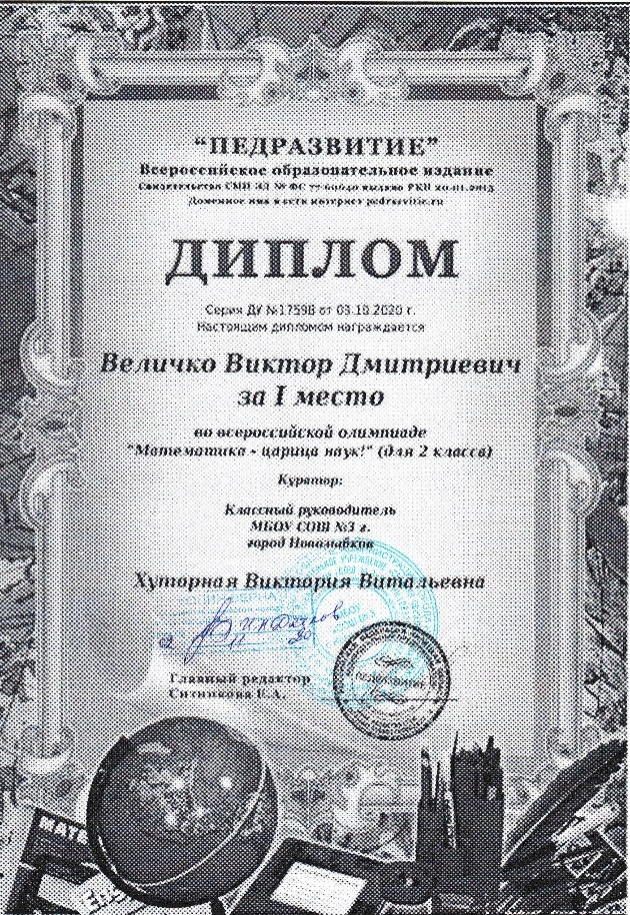 "ПЕДРАЗВИТИЕ"
Всероссийское образовательное издание
Свидетельство СМИ ЭЛ № ФС 77-60640 выдано РКН 20.01.2015
Доменное имя в сети интернет pedrazvitie.ru
ДИПЛОМ
Серия ДУ №17598 от 03.10.2020 г.
Настоящим дипломом награждается
Величко Виктор Дмитриевич
за I место
во всероссийской олимпиаде
"Математика - царица наук!" (для 2 класса)
Куратор:
Классный руководитель
МБОУ СОШ №3 г.
город Новозыбков
Хуторная Виктория Витальевна
Главный редактор
Ситникова Е.А.
ПЕДРАЗВИТИЕ
MATE